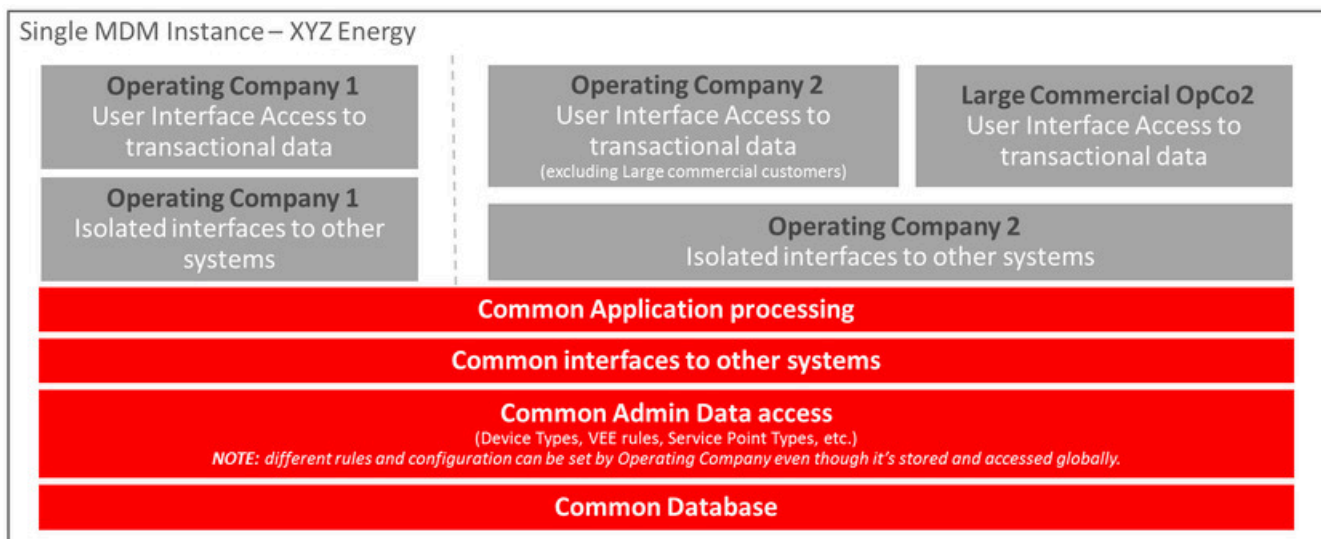 Single MDM Instance – XYZ Energy
Operating Company 1
User Interface Access to
transactional data
Operating Company 2
User Interface Access to
transactional data
(excluding Large commercial customers)
Large Commercial OpCo2
User Interface Access to
transactional data
Operating Company 1
Isolated interfaces to other
systems
Operating Company 2
Isolated interfaces to other systems
Common Application processing
Common interfaces to other systems
Common Admin Data access
(Device Types, VEE rules, Service Point Types, etc.)
NOTE: different rules and configuration can be set by Operating Company even though it’s stored and accessed globally.
Common Database